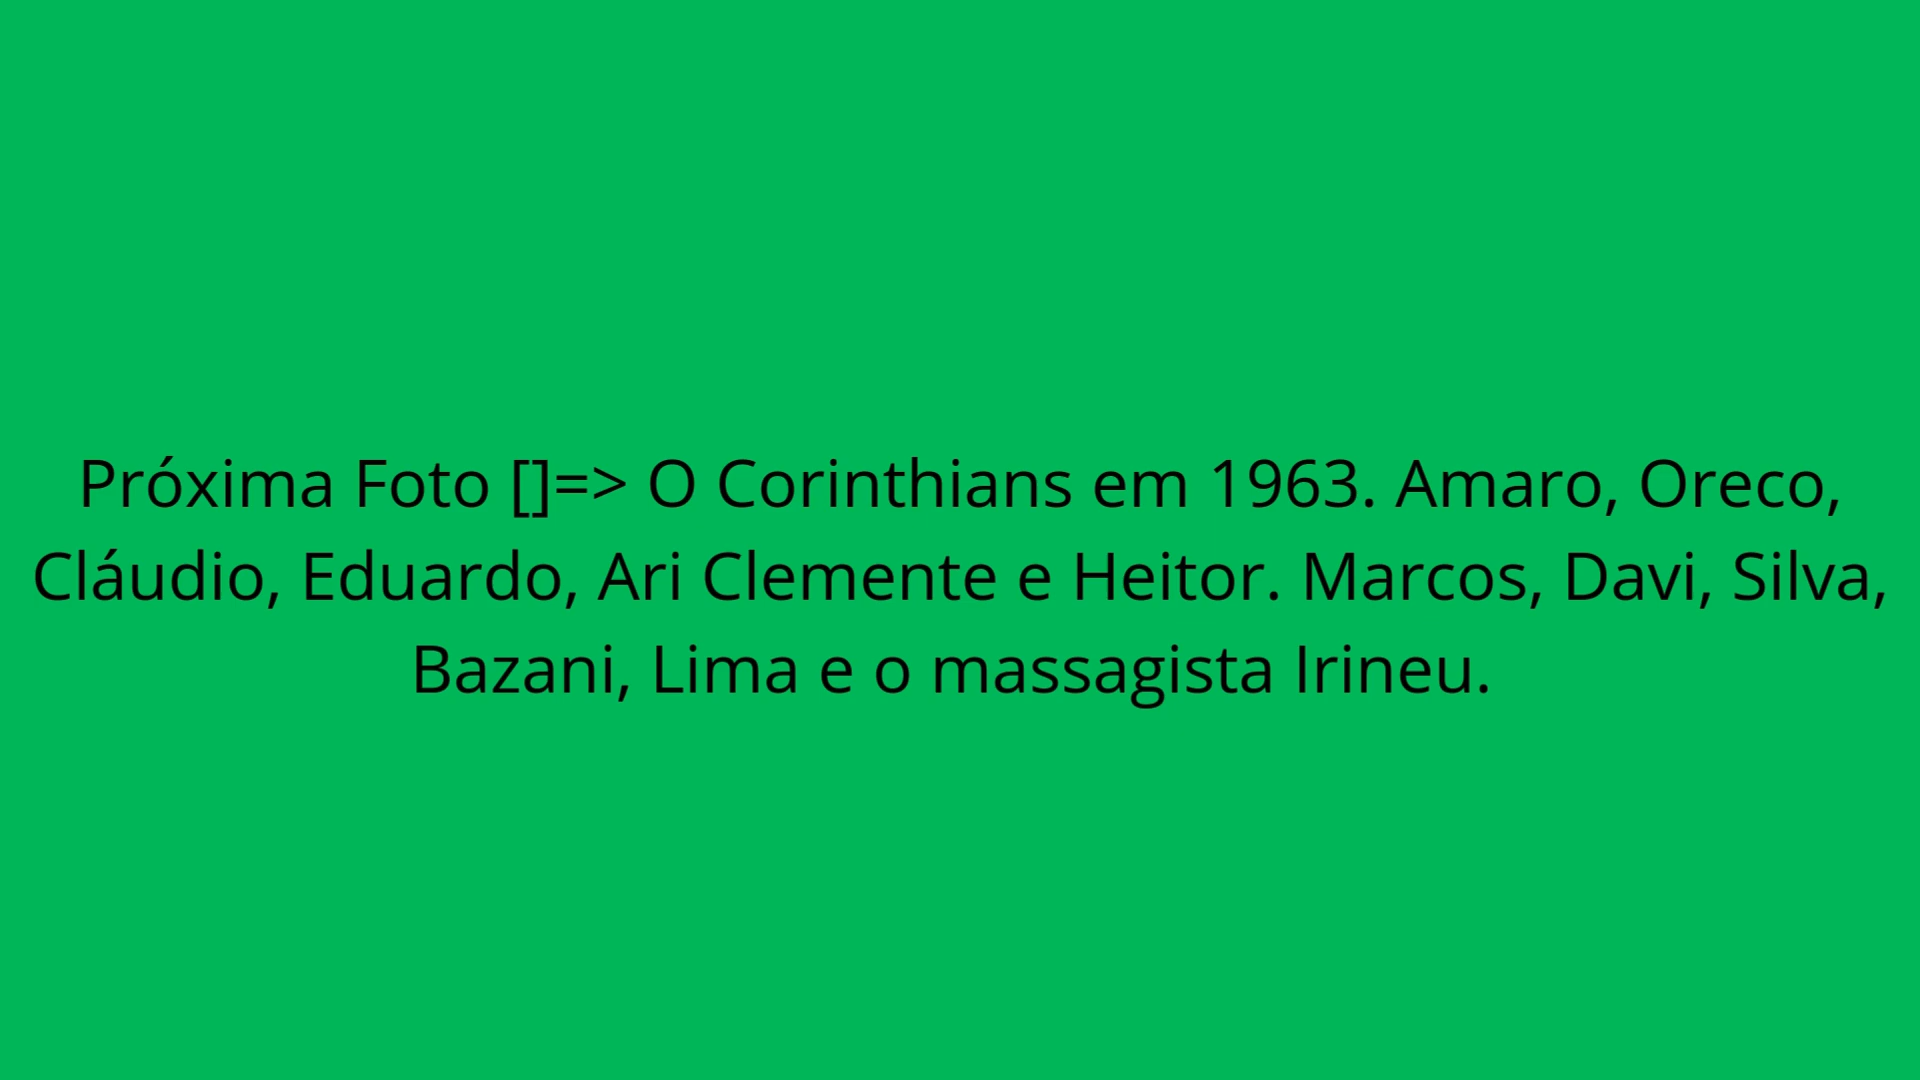 Próxima Foto []=> O Corinthians em 1963. Amaro, Oreco,
Cláudio, Eduardo, Ari Clemente e Heitor. Marcos, Davi, Silva,
Bazani, Lima e o massagista Irineu.